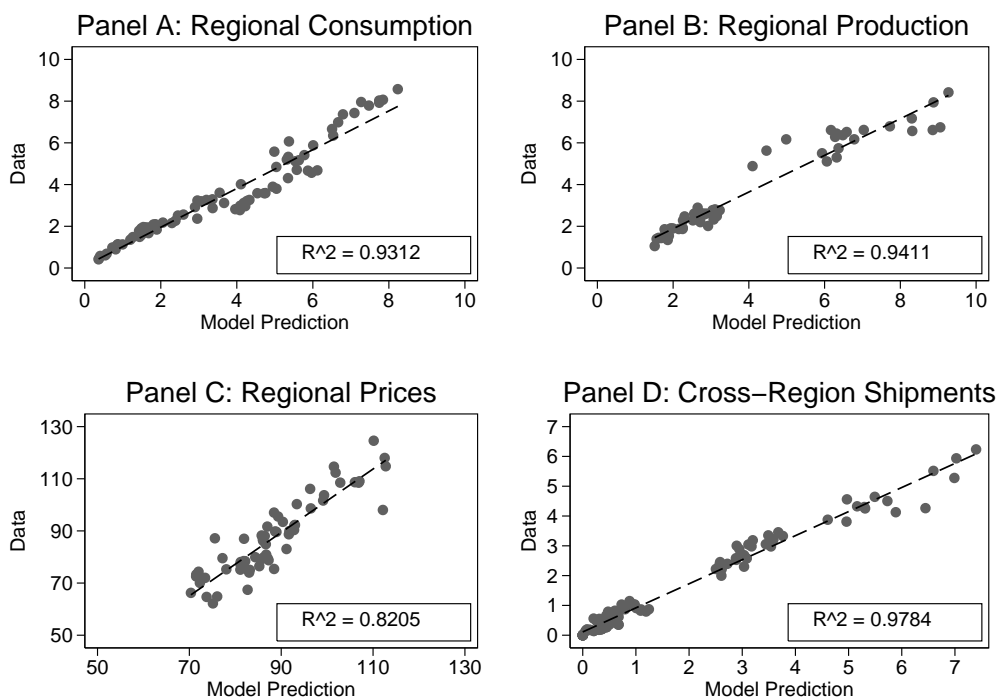 Panel A: Regional Consumption
10
8
6
4
2
0
Data
R^2 = 0.9312
0 2 4 6 8 10
Model Prediction
Panel B: Regional Production
10
8
6
4
2
0
Data
R^2 = 0.9411
0 2 4 6 8 10
Model Prediction
Panel C: Regional Prices
130
110
90
70
50
Data
R^2 = 0.8205
50 70 90 110 130
Model Prediction
Panel D: Cross−Region Shipments
7
6
5
4
3
2
1
0
Data
R^2 = 0.9784
0 1 2 3 4 5 6 7
Model Prediction